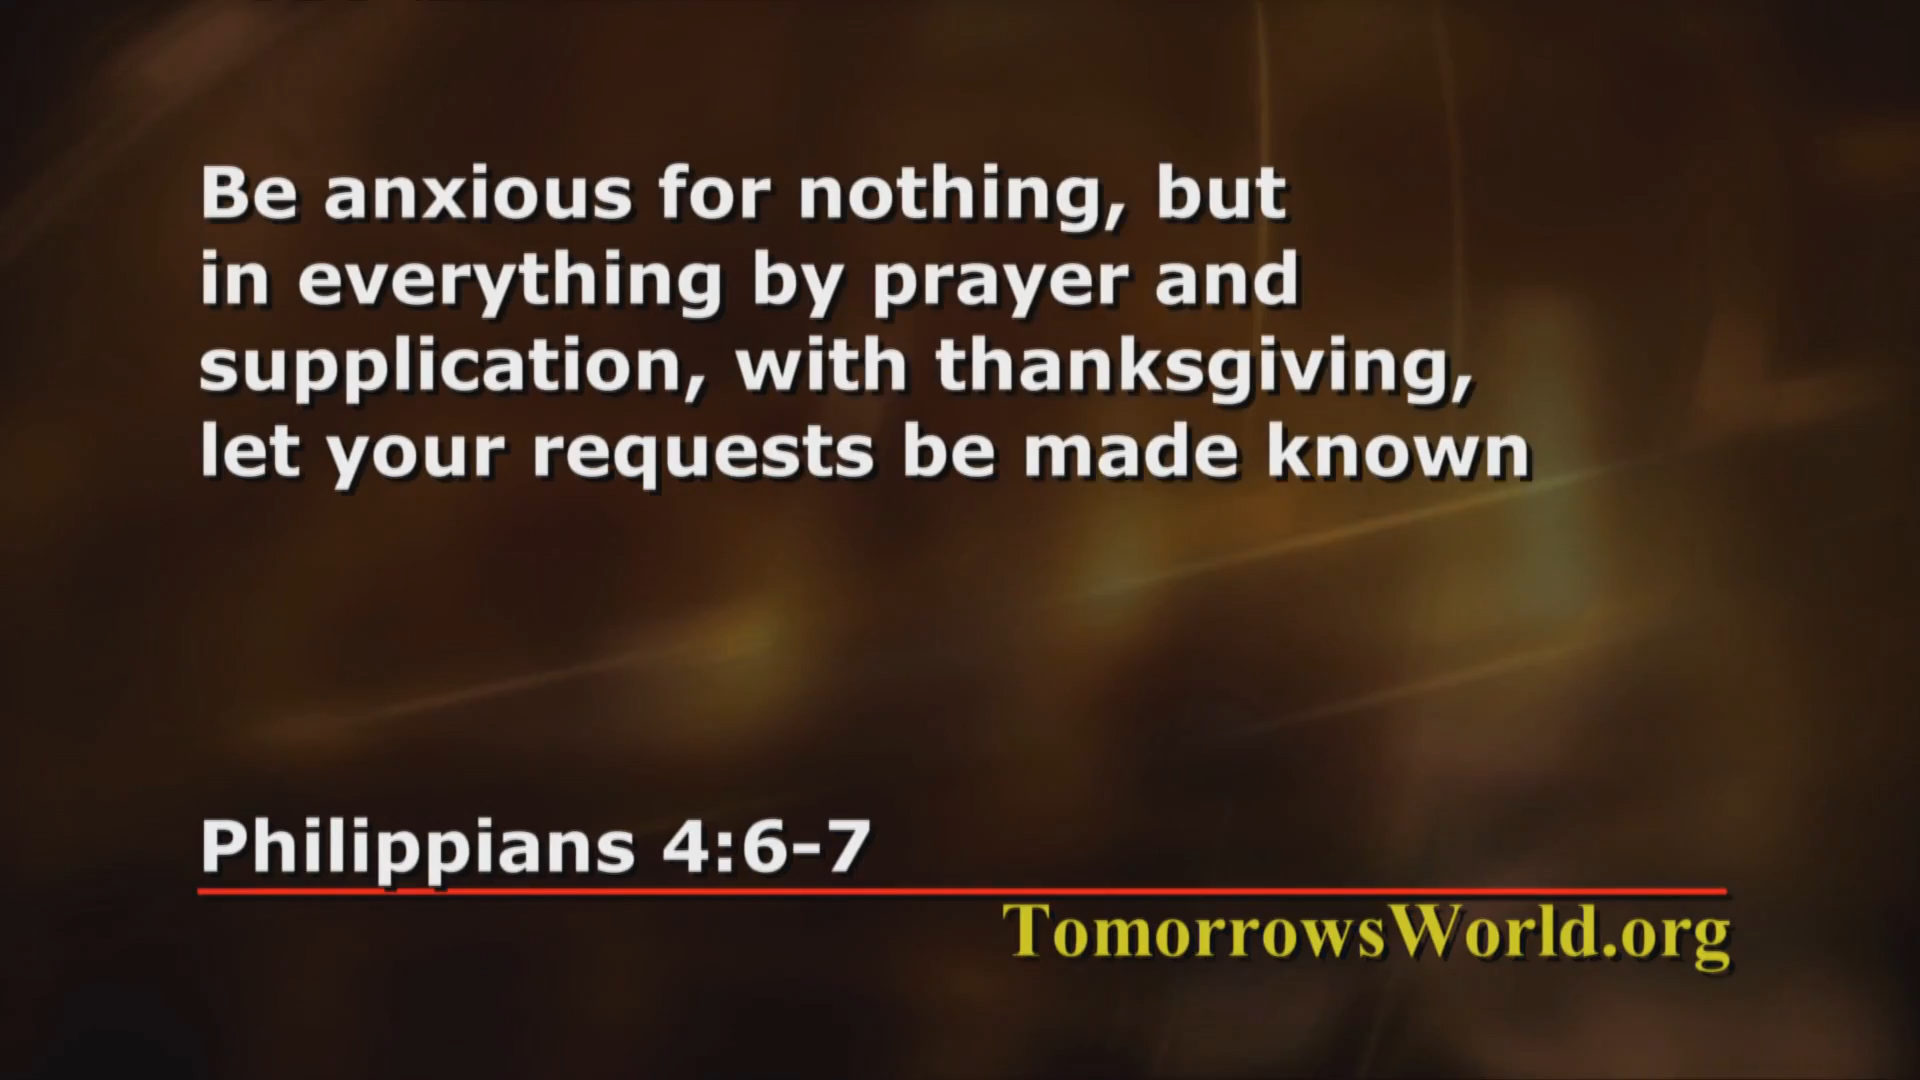 Be anxious for nothing, but
in everything by prayer and
supplication, with thanksgiving,
let your requests be made known
Philippians 4:6-7
TomorrowsWorld.org